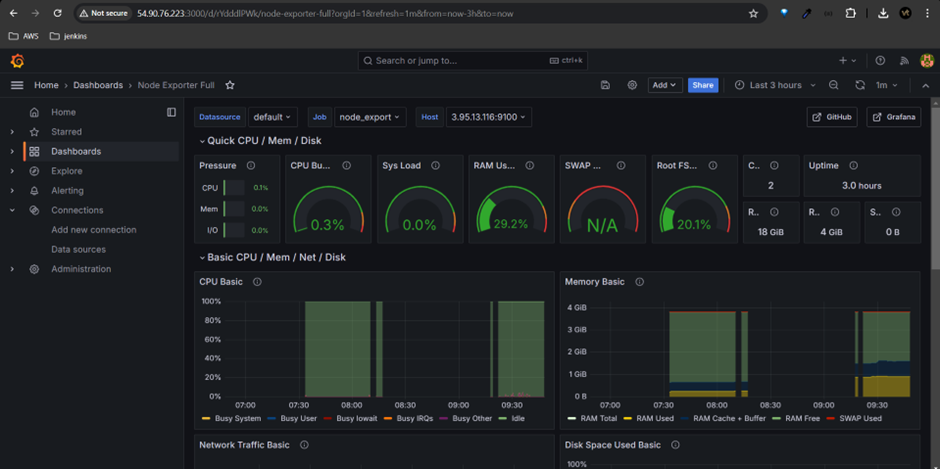 Not secure 54.90.76.223:3000/d/rYdddlPWk/node-exporter-full?orgId=1&refresh=1m&from=now-3h&to=now
AWS jenkins
Search or jump to... ctrl+k
Home > Dashboards > Node Exporter Full Add Share Last 3 hours 1m
Home
Starred
Dashboards
Explore
Alerting
Connections
Add new connection
Data sources
Administration
Datasource default Job node_export Host 3.95.13.116:9100 GitHub Grafana
Quick CPU / Mem / Disk
Pressure
CPU 0.1%
Mem 0.0%
I/O 0.0%
CPU Bu...
0.3%
Sys Load
0.0%
RAM Us...
29.2%
SWAP ...
N/A
Root FS...
20.1%
C..
2
Uptime
3.0 hours
R..
18 GiB
R..
4 GiB
S..
0 B
Basic CPU / Mem / Net / Disk
CPU Basic
100%
80%
60%
40%
20%
0%
07:00 07:30 08:00 08:30 09:00 09:30
Busy System Busy User Busy Iowait Busy IRQs Busy Other Idle
Memory Basic
4 GiB
3 GiB
2 GiB
1 GiB
0 B
07:00 07:30 08:00 08:30 09:00 09:30
RAM Total RAM Used RAM Cache + Buffer RAM Free SWAP Used
Network Traffic Basic
Disk Space Used Basic
100%